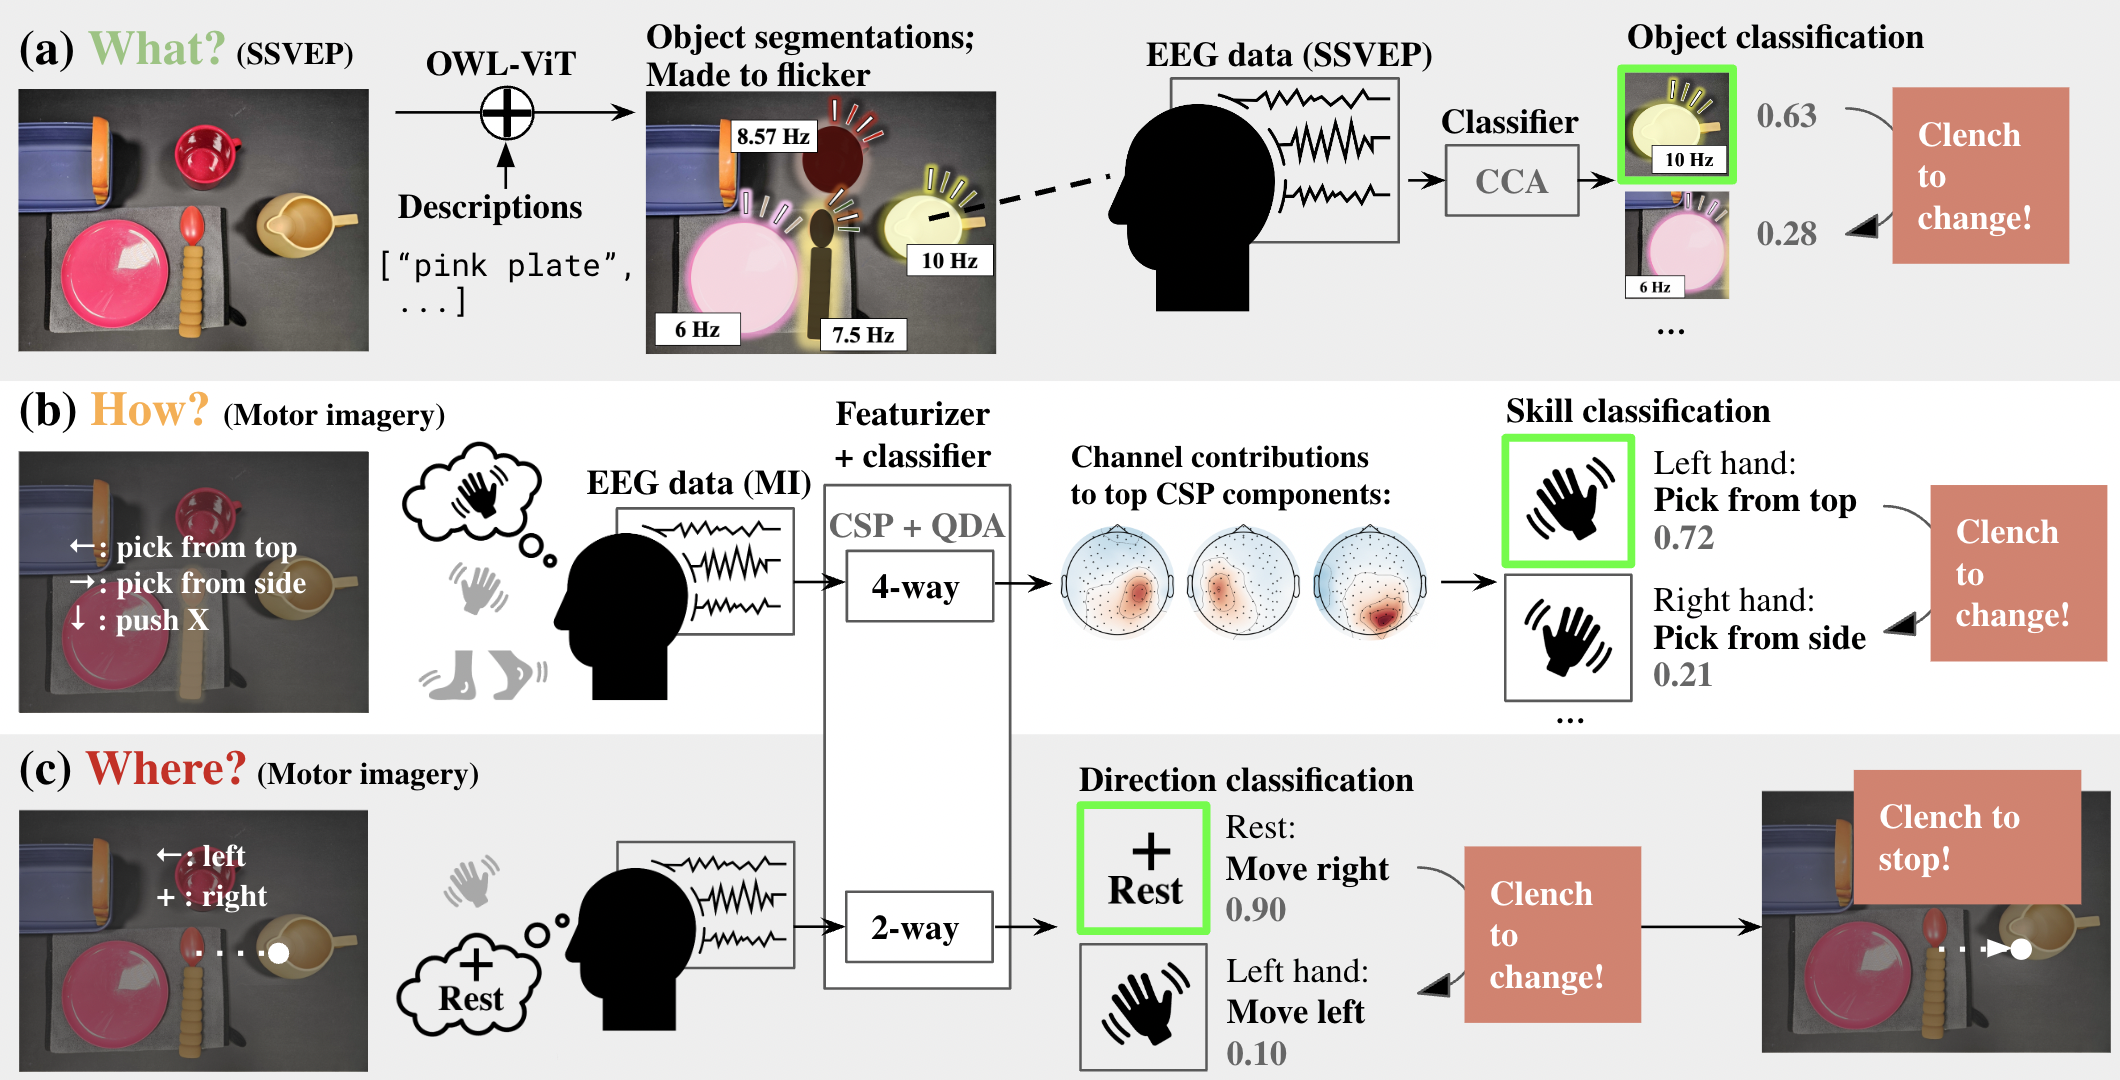 (a) What? (SSVEP)
OWL-ViT
Descriptions
[“pink plate”,
...]
Object segmentations;
Made to flicker
8.57 Hz
10 Hz
6 Hz
7.5 Hz
EEG data (SSVEP)
Classifier
CCA
Object classification
10 Hz
0.63
6 Hz
0.28
...
Clench
to
change!
(b) How? (Motor imagery)
←: pick from top
→: pick from side
↓ : push X
EEG data (MI)
Featurizer
+ classifier
CSP + QDA
4-way
Channel contributions
to top CSP components:
Skill classification
Left hand:
Pick from top
0.72
Right hand:
Pick from side
0.21
...
Clench
to
change!
(c) Where? (Motor imagery)
←: left
+ : right
+
Rest
2-way
Direction classification
+
Rest
Rest:
Move right
0.90
Left hand:
Move left
0.10
Clench
to
change!
Clench to
stop!